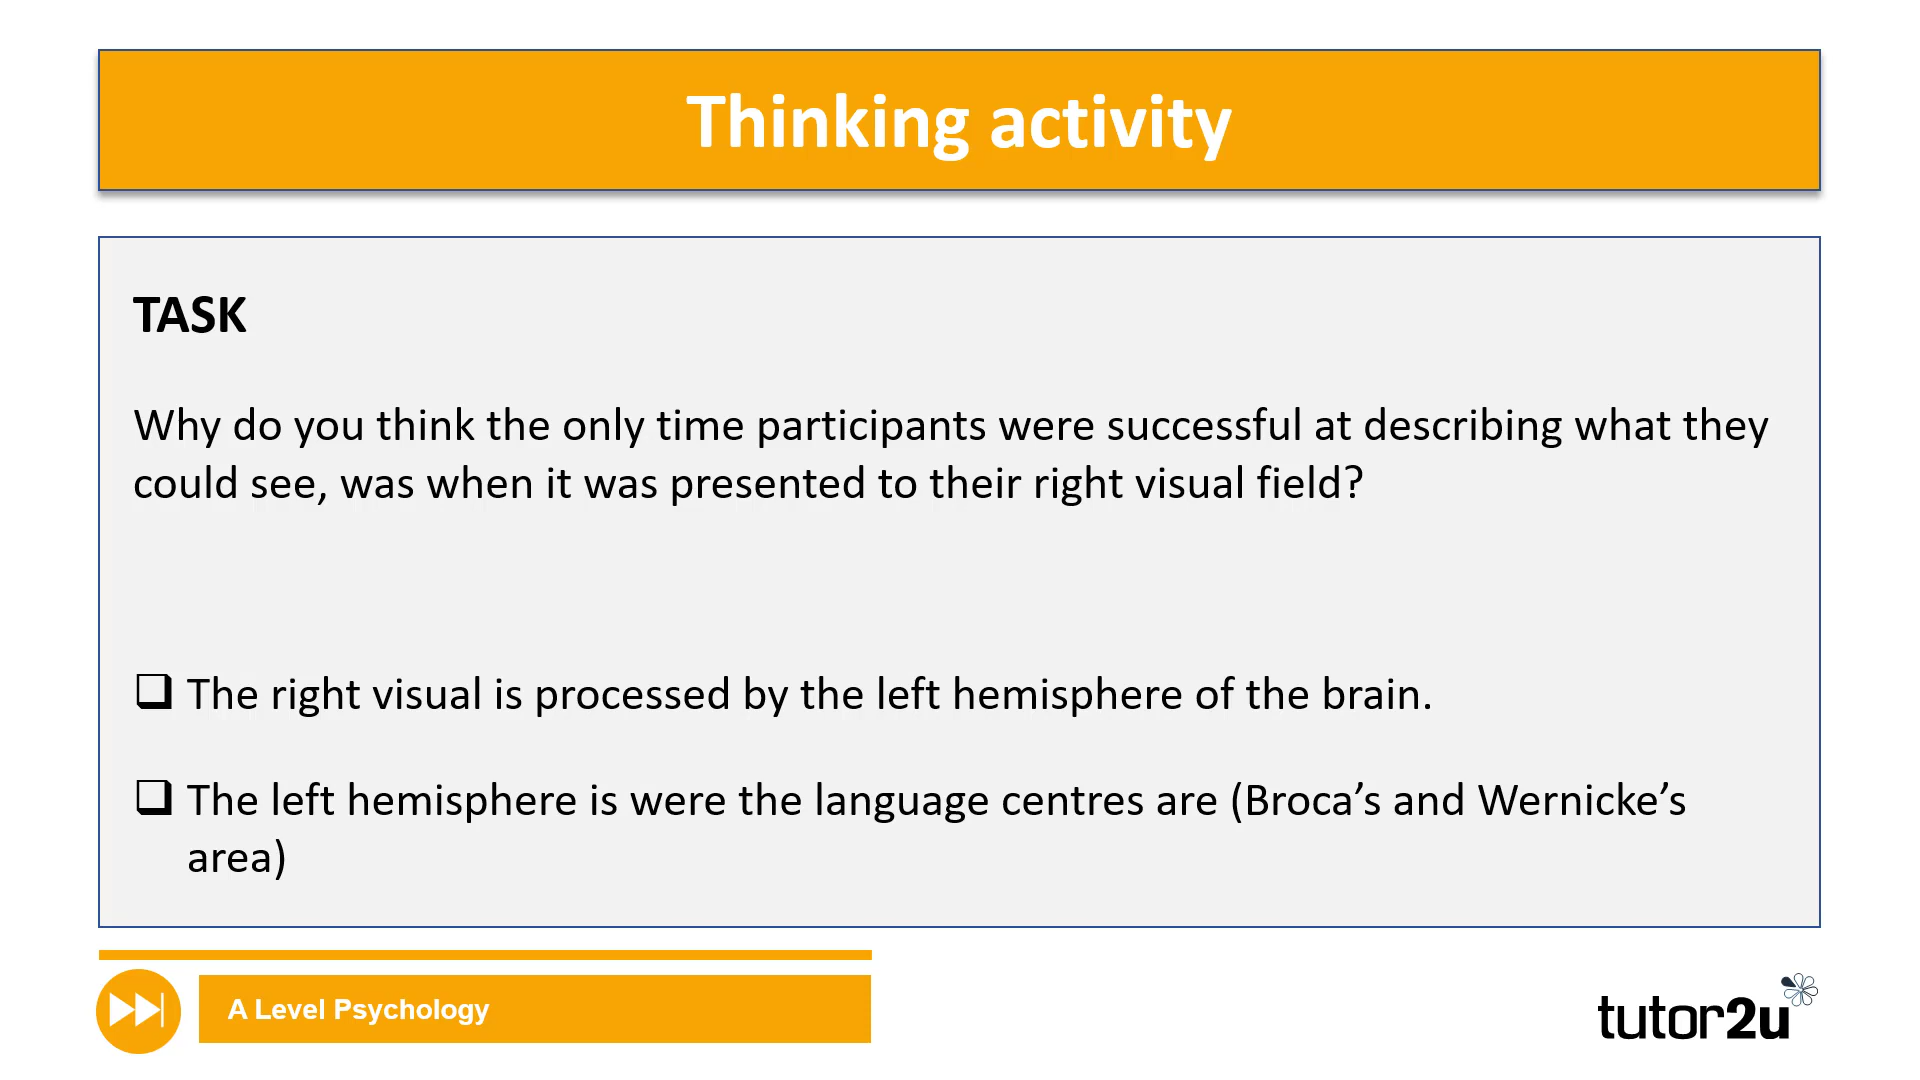 Thinking activity
TASK
Why do you think the only time participants were successful at describing what they
could see, was when it was presented to their right visual field?
❑ The right visual is processed by the left hemisphere of the brain.
❑ The left hemisphere is were the language centres are (Broca’s and Wernicke’s
area)
A Level Psychology
tutor2u